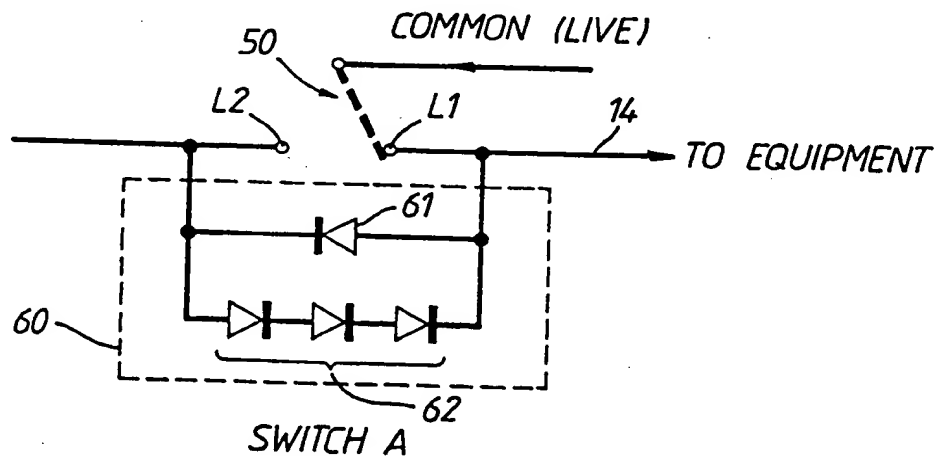 COMMON (LIVE)
50
L2
L1
14
TO EQUIPMENT
61
60
62
SWITCH A